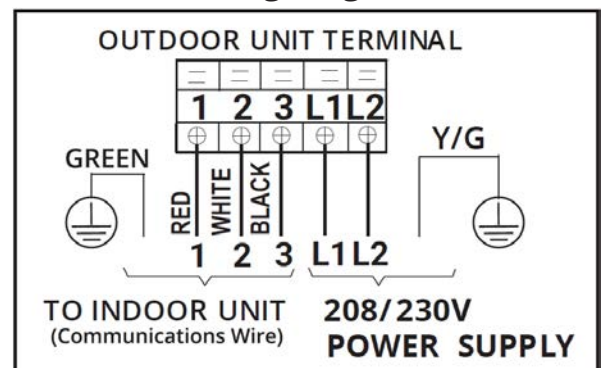 OUTDOOR UNIT TERMINAL
1 2 3 L1 L2
GREEN
Y/G
RED
WHITE
BLACK
1 2 3 L1 L2
TO INDOOR UNIT
(Communications Wire)
208/230V
POWER SUPPLY